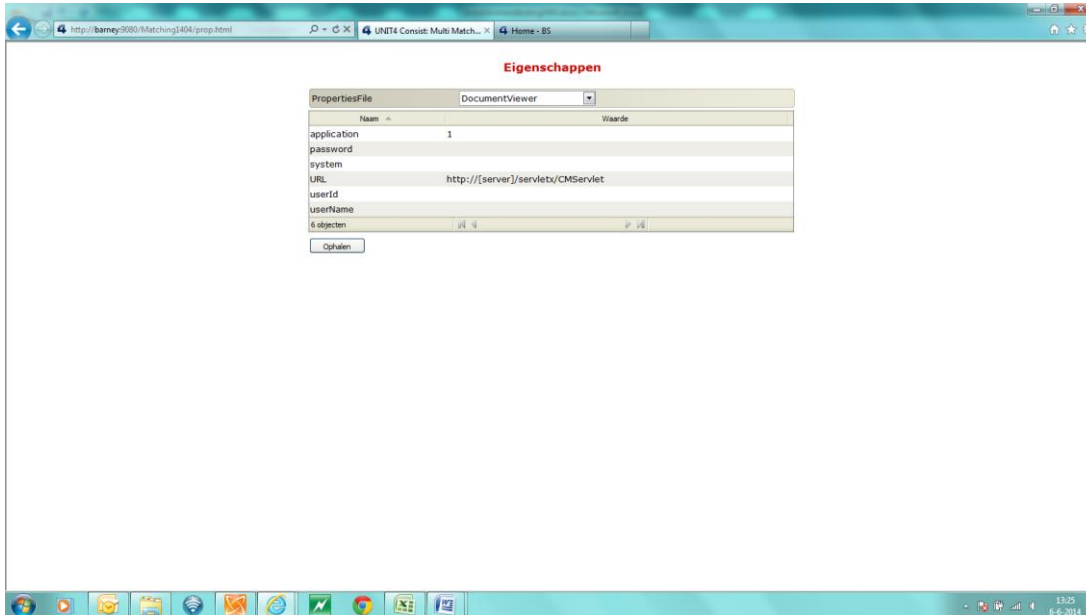 http://barney:9080/Matching1404/prop.html
UNIT4 Consist: Multi Match...
Home - BS
Eigenschappen
PropertiesFile DocumentViewer
Naam Waarde
application 1
password
system
URL http://[server]/servletx/CMServlet
userId
userName
6 objecten
Ophalen
13:25
6-6-2014